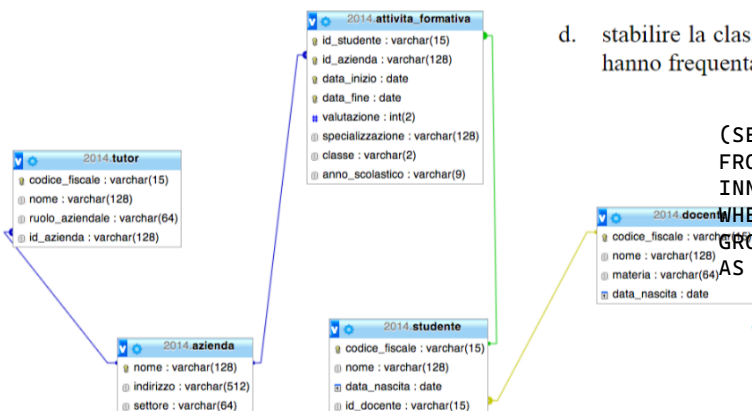 2014.attivita_formativa
id_studente : varchar(15)
id_azienda : varchar(128)
data_inizio : date
data_fine : date
valutazione : int(2)
specializzazione : varchar(128)
classe : varchar(2)
anno_scolastico : varchar(9)
d. stabilire la clas
hanno frequenta
(SE
FRO
INN
WHE
GRO
AS
2014.tutor
codice_fiscale : varchar(15)
nome : varchar(128)
ruolo_aziendale : varchar(64)
id_azienda : varchar(128)
2014.docente
codice_fiscale : varchar(15)
nome : varchar(128)
materia : varchar(64)
data_nascita : date
2014.azienda
nome : varchar(128)
indirizzo : varchar(512)
settore : varchar(64)
2014.studente
codice_fiscale : varchar(15)
nome : varchar(128)
data_nascita : date
id_docente : varchar(15)